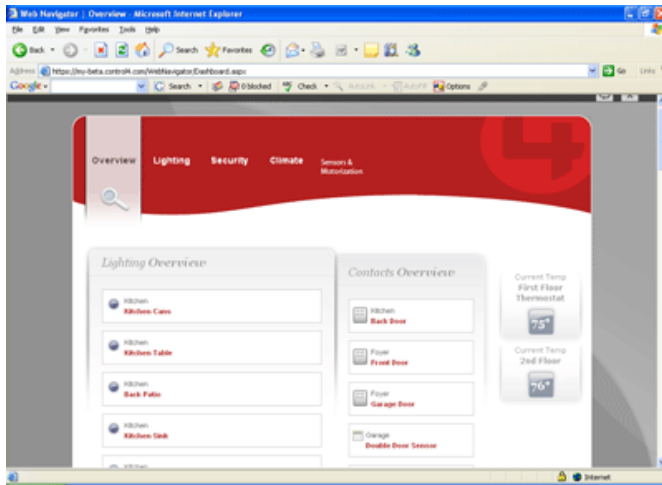 Web Navigator | Overview - Microsoft Internet Explorer
File Edit View Favorites Tools Help
Back Search Favorites
Address https://my-beta.control4.com/WebNavigator/Dashboard.aspx Go Links
Google Search 0 blocked Check AutoLink AutoFill Options
Overview Lighting Security Climate Sensors &
Motorization
4
Lighting Overview
Contacts Overview
Current Temp
First Floor
Thermostat
75°
Kitchen
Kitchen Cans
Kitchen
Back Door
Kitchen
Kitchen Table
Foyer
Front Door
Current Temp
2nd Floor
76°
Kitchen
Back Patio
Foyer
Garage Door
Kitchen
Kitchen Sink
Garage
Double Door Sensor
Kitchen
Internet